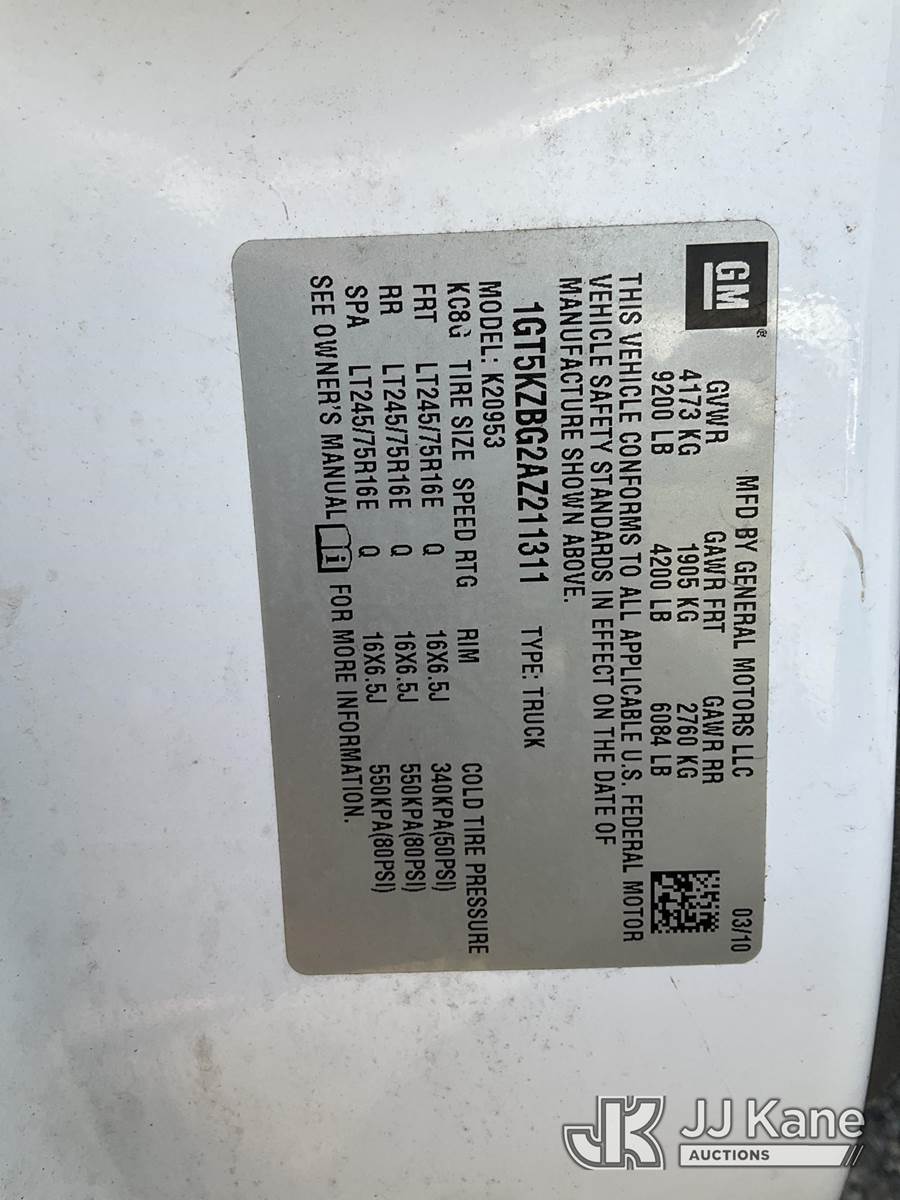 GM ®
MFD BY GENERAL MOTORS LLC 03/10
GVWR GAWR FRT GAWR RR
4173 KG 1905 KG 2760 KG
9200 LB 4200 LB 6084 LB
THIS VEHICLE CONFORMS TO ALL APPLICABLE U.S. FEDERAL MOTOR
VEHICLE SAFETY STANDARDS IN EFFECT ON THE DATE OF
MANUFACTURE SHOWN ABOVE.
1GT5KZBG2AZ211311 TYPE: TRUCK
MODEL: K20953
KC8G TIRE SIZE SPEED RTG RIM COLD TIRE PRESSURE
FRT LT245/75R16E Q 16X6.5J 340KPA(50PSI)
RR LT245/75R16E Q 16X6.5J 550KPA(80PSI)
SPA LT245/75R16E Q 16X6.5J 550KPA(80PSI)
SEE OWNER'S MANUAL i FOR MORE INFORMATION.
JK JJ Kane
AUCTIONS